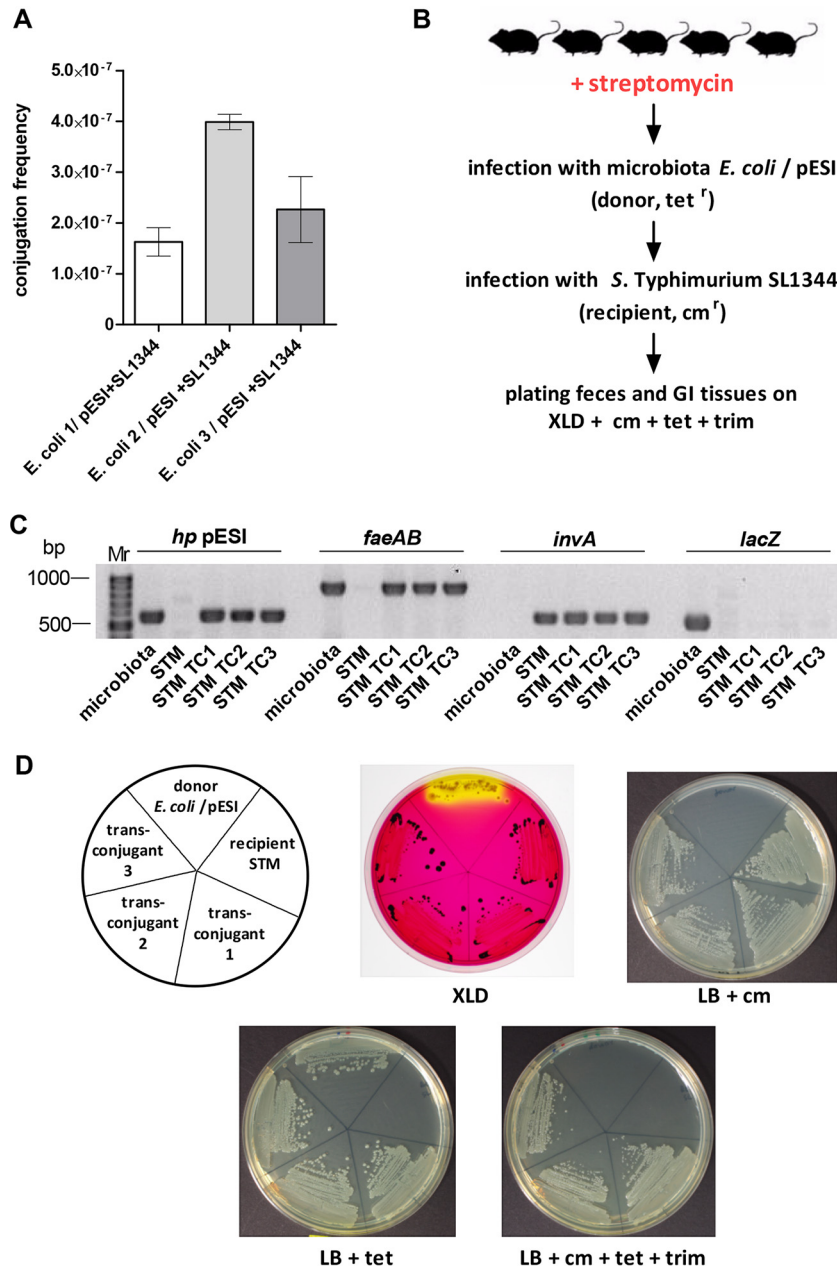 A
conjugation frequency
5.0×10⁻⁷
4.0×10⁻⁷
3.0×10⁻⁷
2.0×10⁻⁷
1.0×10⁻⁷
0
E. coli 1/ pESI+SL1344
E. coli 2/ pESI +SL1344
E. coli 3 / pESI +SL1344
B
+ streptomycin
infection with microbiota E. coli / pESI
(donor, tet ʳ)
infection with S. Typhimurium SL1344
(recipient, cmʳ)
plating feces and GI tissues on
XLD + cm + tet + trim
C
bp
Mr
hp pESI
faeAB
invA
lacZ
1000
500
microbiota
STM
STM TC1
STM TC2
STM TC3
microbiota
STM
STM TC1
STM TC2
STM TC3
microbiota
STM
STM TC1
STM TC2
STM TC3
microbiota
STM
STM TC1
STM TC2
STM TC3
D
donor
E. coli /pESI
recipient
STM
trans-
conjugant
1
trans-
conjugant
2
trans-
conjugant
3
XLD
LB + cm
LB + tet
LB + cm + tet + trim